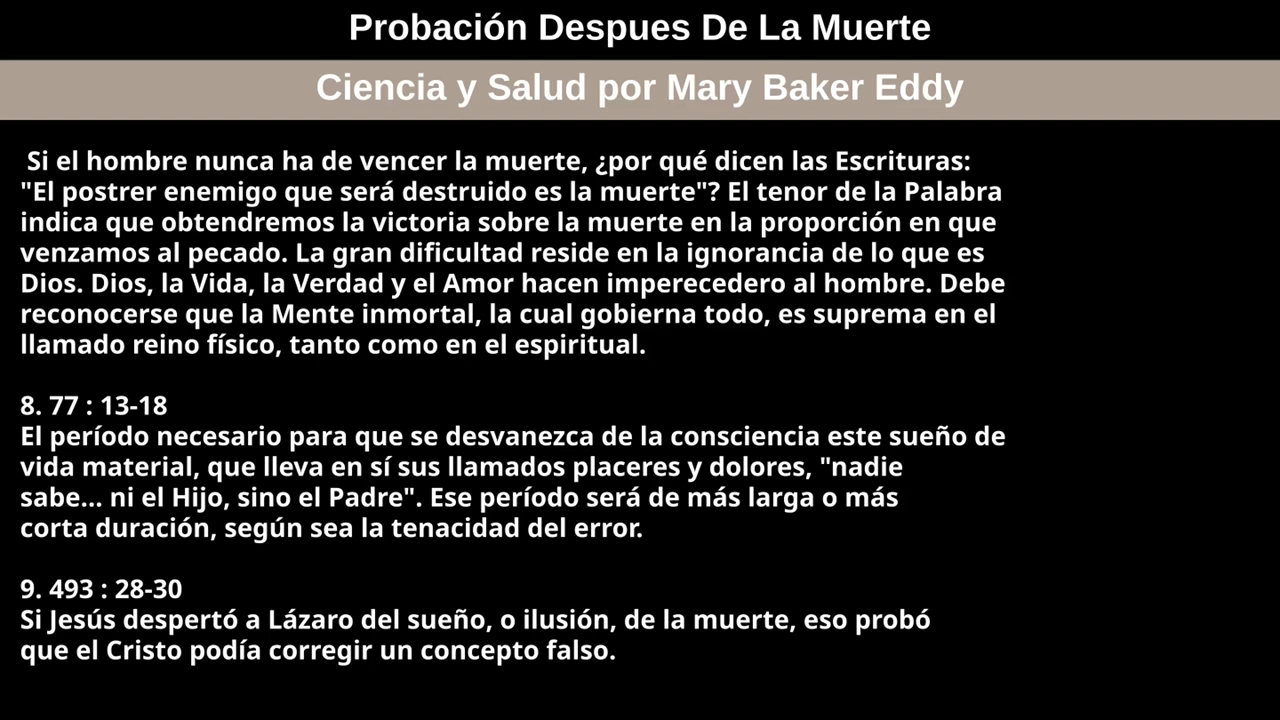 Probación Despues De La Muerte
Ciencia y Salud por Mary Baker Eddy
Si el hombre nunca ha de vencer la muerte, ¿por qué dicen las Escrituras:
"El postrer enemigo que será destruido es la muerte"? El tenor de la Palabra
indica que obtendremos la victoria sobre la muerte en la proporción en que
venzamos al pecado. La gran dificultad reside en la ignorancia de lo que es
Dios. Dios, la Vida, la Verdad y el Amor hacen imperecedero al hombre. Debe
reconocerse que la Mente inmortal, la cual gobierna todo, es suprema en el
llamado reino físico, tanto como en el espiritual.
8. 77 : 13-18
El período necesario para que se desvanezca de la consciencia este sueño de
vida material, que lleva en sí sus llamados placeres y dolores, "nadie
sabe... ni el Hijo, sino el Padre". Ese período será de más larga o más
corta duración, según sea la tenacidad del error.
9. 493 : 28-30
Si Jesús despertó a Lázaro del sueño, o ilusión, de la muerte, eso probó
que el Cristo podía corregir un concepto falso.